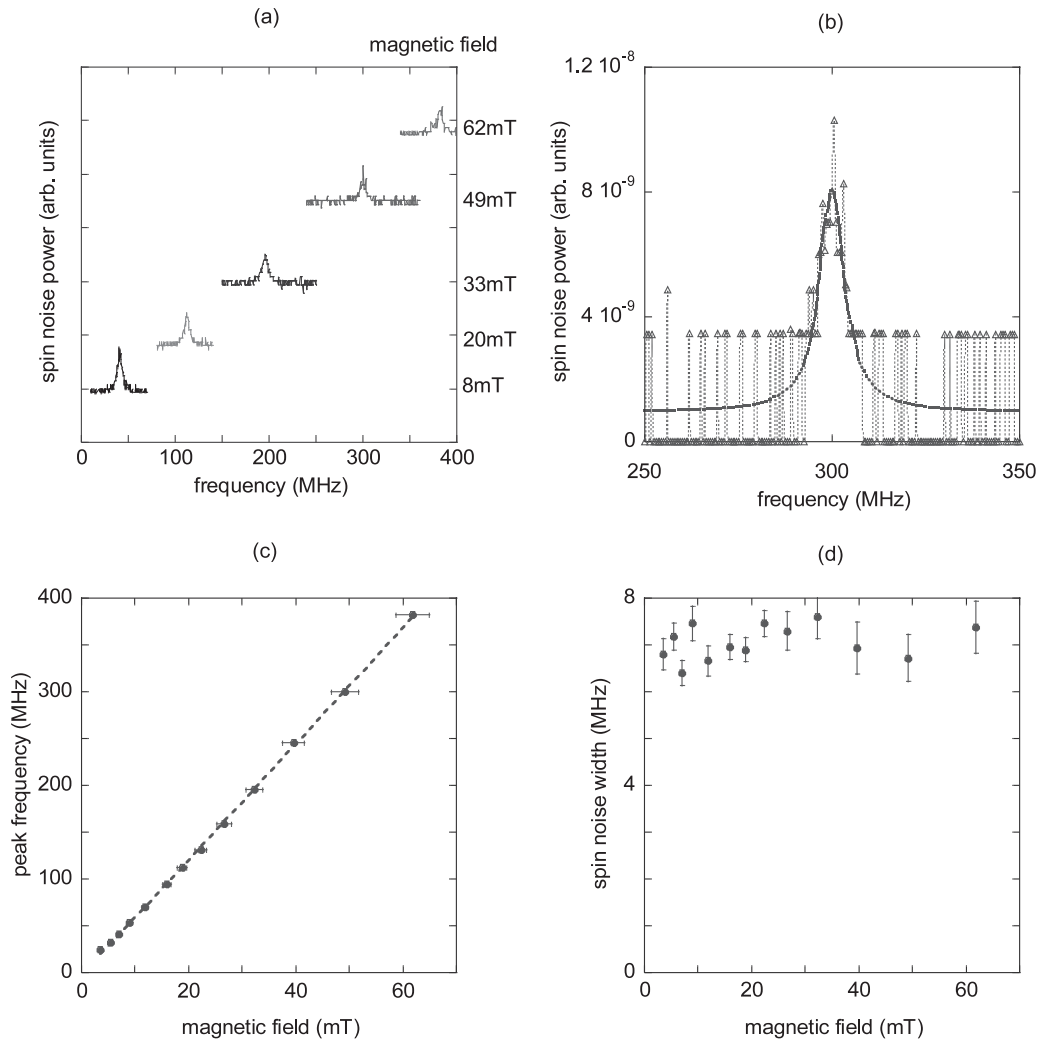 (a)
magnetic field
spin noise power (arb. units)
62mT
49mT
33mT
20mT
8mT
0 100 200 300 400
frequency (MHz)
(b)
spin noise power (arb. units)
1.2 10-8
8 10-9
4 10-9
0
250 300 350
frequency (MHz)
(c)
peak frequency (MHz)
400
300
200
100
0
0 20 40 60
magnetic field (mT)
(d)
spin noise width (MHz)
8
4
0
0 20 40 60
magnetic field (mT)